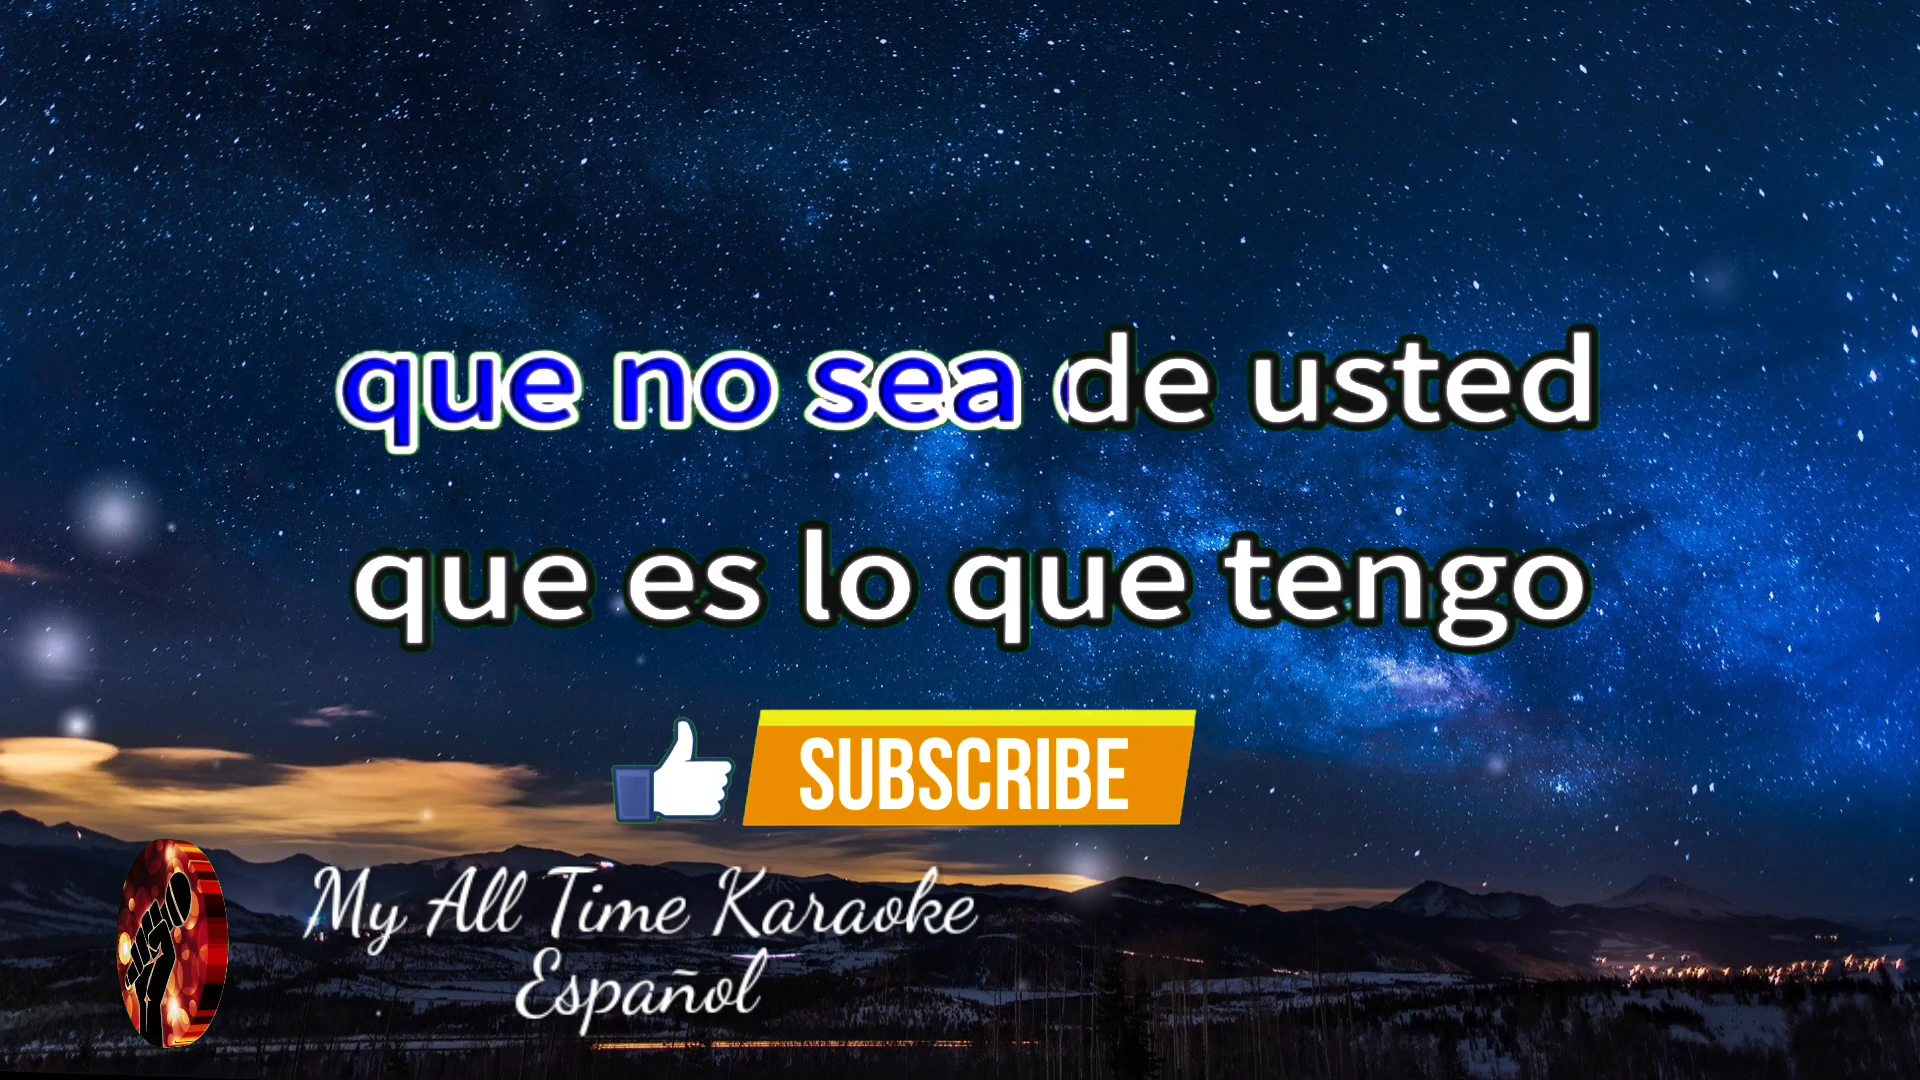 que no sea de usted
que es lo que tengo
SUBSCRIBE
My All Time Karaoke
Español